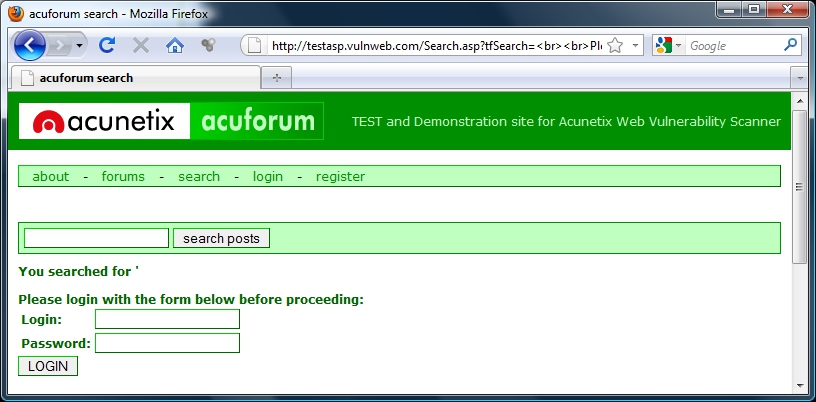 acuforum search - Mozilla Firefox
http://testasp.vulnweb.com/Search.asp?tfSearch=<br><br>Ple
Google
acuforum search
acunetix acuforum TEST and Demonstration site for Acunetix Web Vulnerability Scanner
about - forums - search - login - register
search posts
You searched for '
Please login with the form below before proceeding:
Login:
Password:
LOGIN